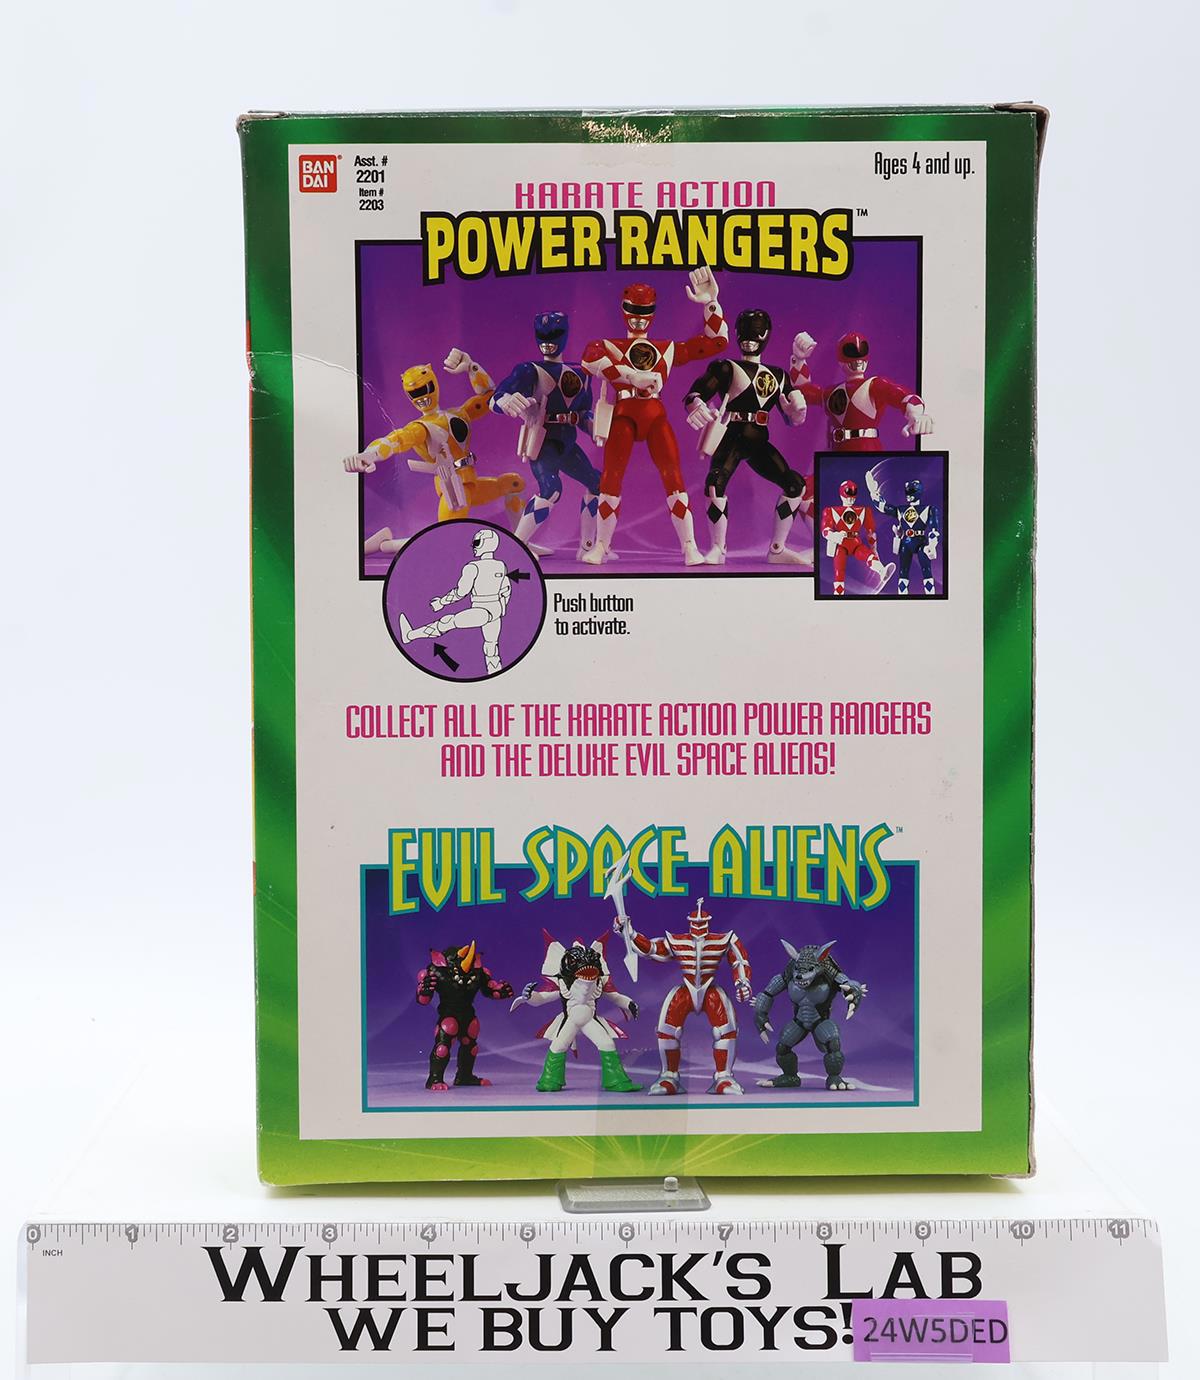 BAN
DAI
®
Asst. #
2201
Item #
2203
Ages 4 and up.
KARATE ACTION
POWER RANGERS™
Push button
to activate.
COLLECT ALL OF THE KARATE ACTION POWER RANGERS
AND THE DELUXE EVIL SPACE ALIENS!
EVIL SPACE ALIENS™
0 1 2 3 4 5 6 7 8 9 10 11
INCH
WHEELJACK'S LAB
WE BUY TOYS!
24W5DED